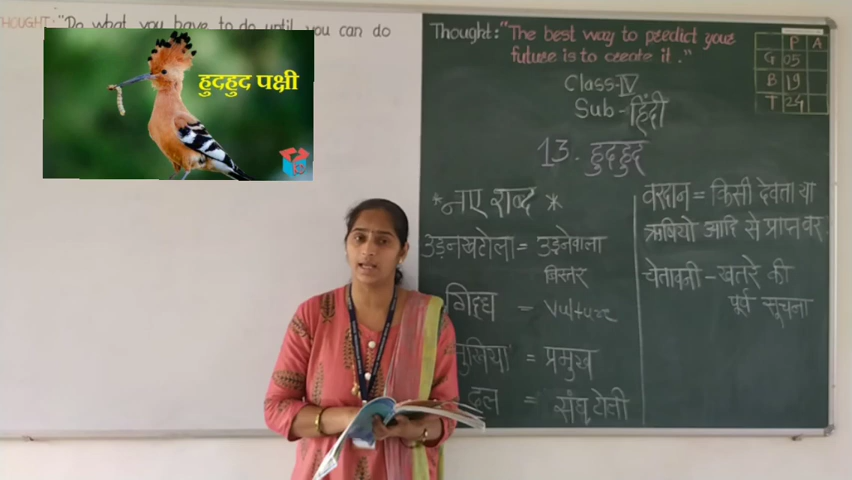 THOUGHT: "Do what you have to do until you can do
हुदहुद पक्षी
Thought: "The best way to predict your
future is to create it."
P A
G 05
B 19
T 24
Class-IV
Sub-हिंदी
13. हुदहुद
*नए शब्द *
उड़नखटोला= उड़नेवाला
बिस्तर
गिद्ध = Vulture
मुखिया = प्रमुख
दल = संघ टोली
वरदान = किसी देवता या
ऋषियो आदि से प्राप्त वर.
चेतावनी - खतरे की
पूर्व सूचना